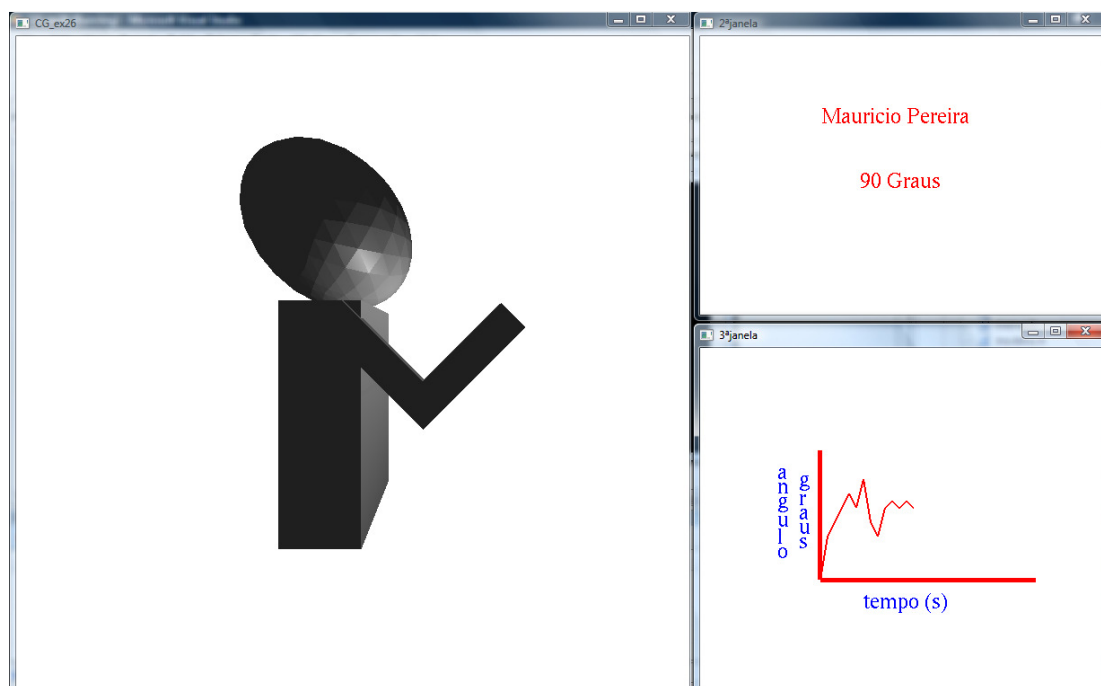 CG_ex26
2ªjanela
Mauricio Pereira
90 Graus
3ªjanela
angulo
graus
tempo (s)